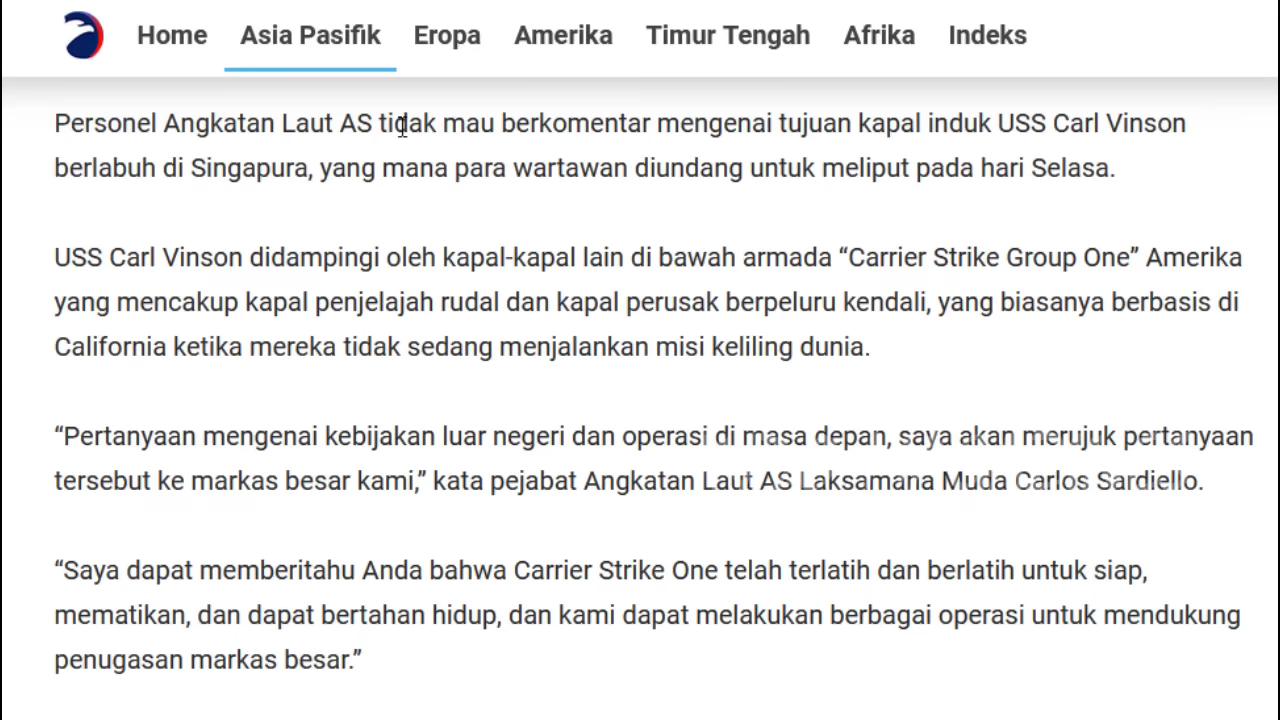 Home Asia Pasifik Eropa Amerika Timur Tengah Afrika Indeks
Personel Angkatan Laut AS tidak mau berkomentar mengenai tujuan kapal induk USS Carl Vinson
berlabuh di Singapura, yang mana para wartawan diundang untuk meliput pada hari Selasa.
USS Carl Vinson didampingi oleh kapal-kapal lain di bawah armada “Carrier Strike Group One” Amerika
yang mencakup kapal penjelajah rudal dan kapal perusak berpeluru kendali, yang biasanya berbasis di
California ketika mereka tidak sedang menjalankan misi keliling dunia.
“Pertanyaan mengenai kebijakan luar negeri dan operasi di masa depan, saya akan merujuk pertanyaan
tersebut ke markas besar kami,” kata pejabat Angkatan Laut AS Laksamana Muda Carlos Sardiello.
“Saya dapat memberitahu Anda bahwa Carrier Strike One telah terlatih dan berlatih untuk siap,
mematikan, dan dapat bertahan hidup, dan kami dapat melakukan berbagai operasi untuk mendukung
penugasan markas besar.”